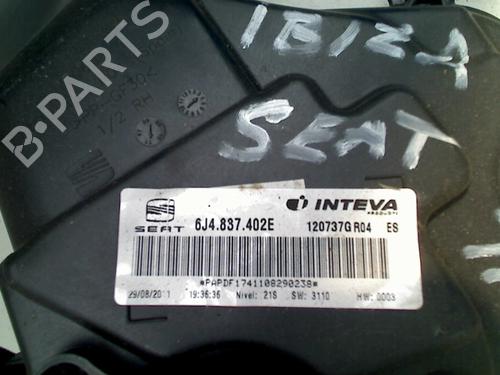 IBIZA
SEAT
B-PARTS
1/2 RH
SEAT
6J4.837.402E
INTEVA
PRODUCTS
120737G R04 ES
*PAPDF1741108290238*
29/08/2011 19:36:36 Nivel: 21S SW: 3110 HW: 0003